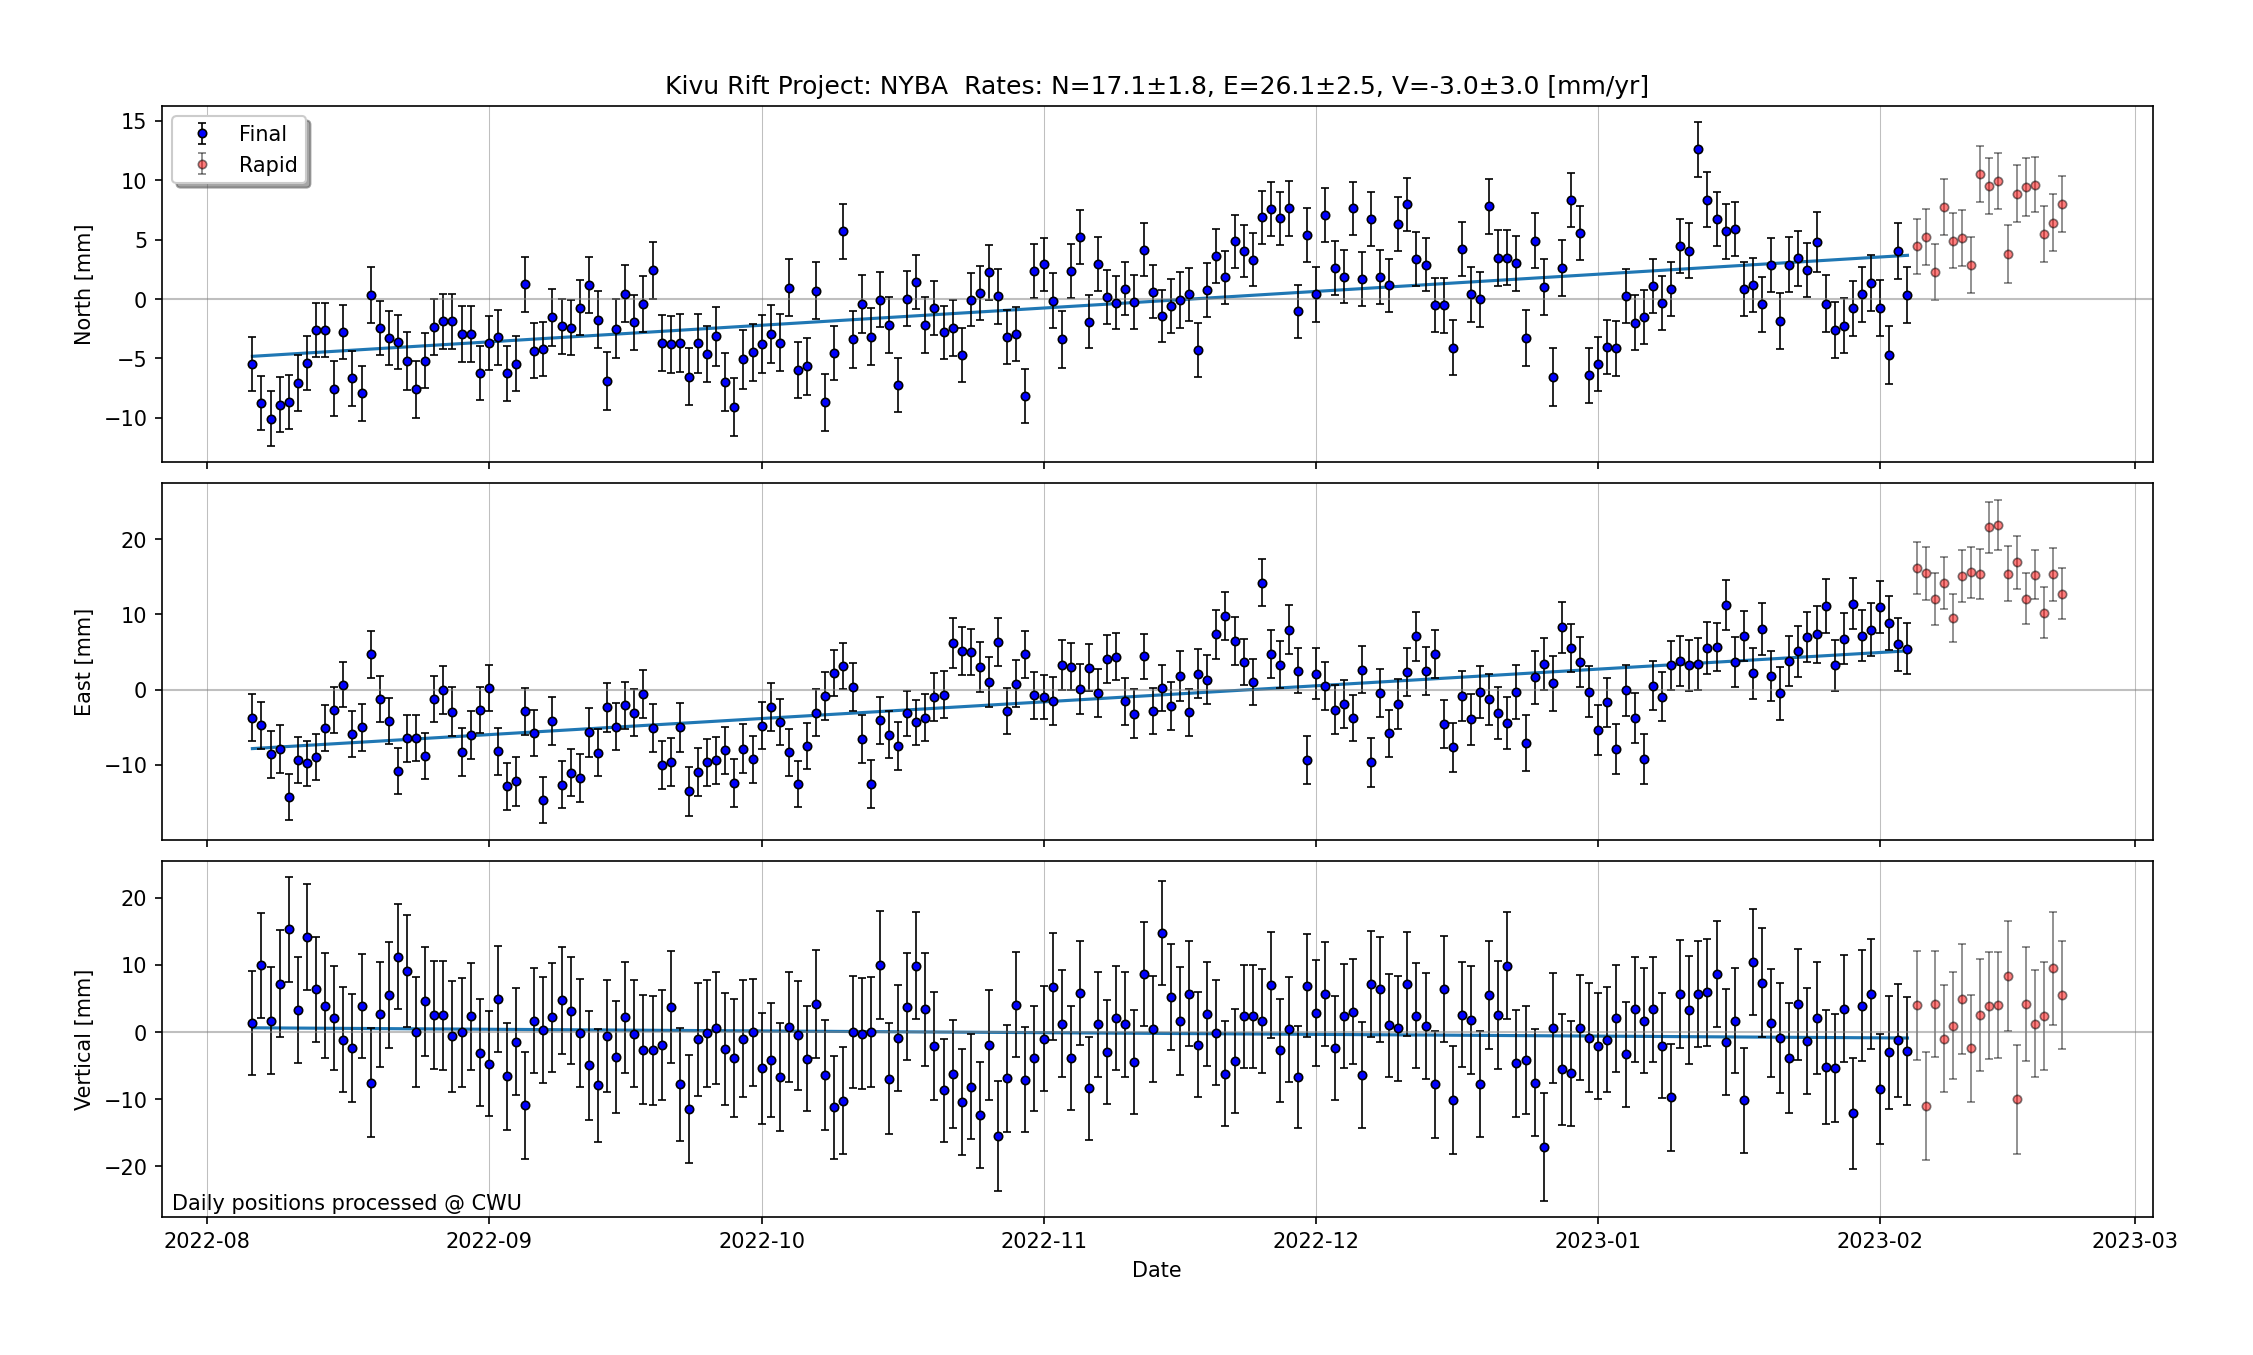 Kivu Rift Project: NYBA  Rates: N=17.1±1.8, E=26.1±2.5, V=-3.0±3.0 [mm/yr]
Final
Rapid
North [mm]
15
10
5
0
−5
−10
East [mm]
20
10
0
−10
Vertical [mm]
20
10
0
−10
−20
Daily positions processed @ CWU
2022-08 2022-09 2022-10 2022-11 2022-12 2023-01 2023-02 2023-03
Date